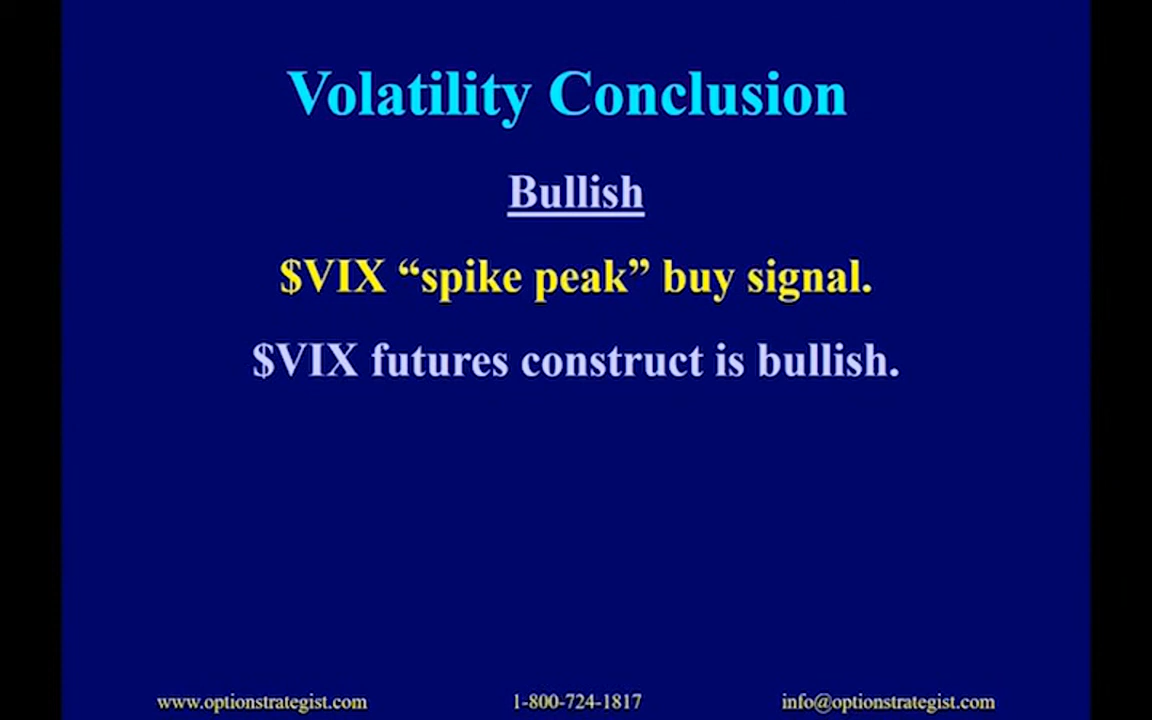 Volatility Conclusion
Bullish
$VIX “spike peak” buy signal.
$VIX futures construct is bullish.
www.optionstrategist.com 1-800-724-1817 info@optionstrategist.com